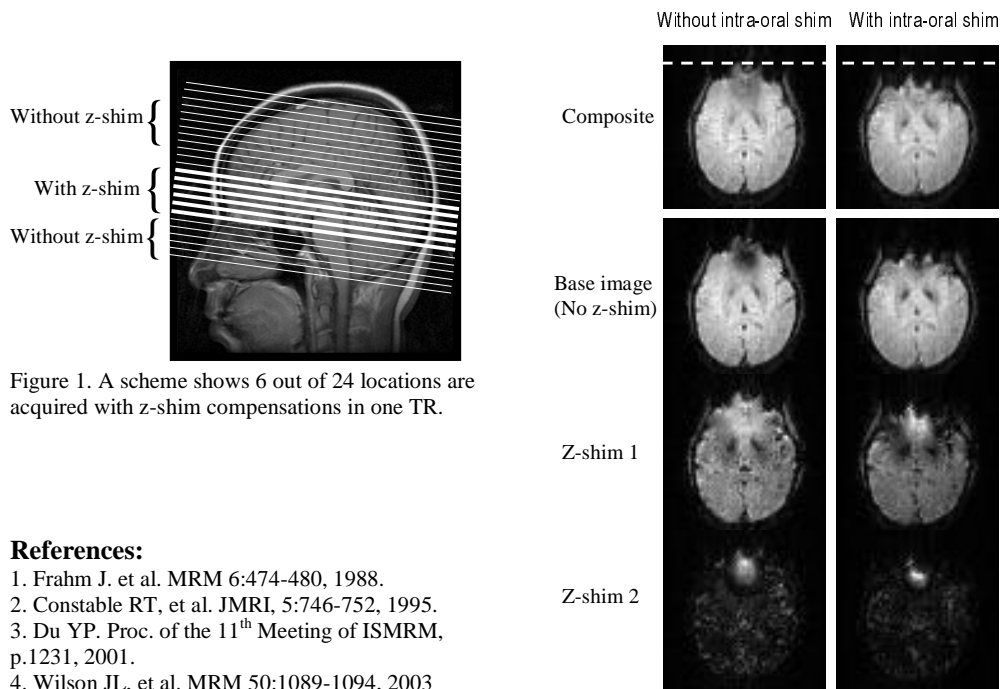 Without z-shim {
With z-shim {
Without z-shim {
Figure 1. A scheme shows 6 out of 24 locations are
acquired with z-shim compensations in one TR.
References:
1. Frahm J. et al. MRM 6:474-480, 1988.
2. Constable RT, et al. JMRI, 5:746-752, 1995.
3. Du YP. Proc. of the 11th Meeting of ISMRM,
p.1231, 2001.
4. Wilson JL, et al. MRM 50:1089-1094, 2003
Without intra-oral shim With intra-oral shim
Composite
Base image
(No z-shim)
Z-shim 1
Z-shim 2